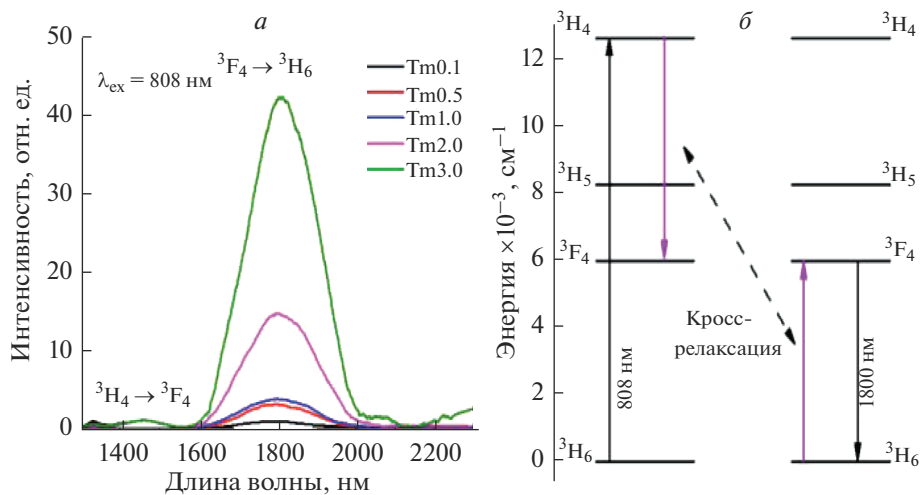 а
λex = 808 нм
³F₄ → ³H₆
Tm0.1
Tm0.5
Tm1.0
Tm2.0
Tm3.0
³H₄ → ³F₄
Интенсивность, отн. ед.
50
40
30
20
10
0
1400 1600 1800 2000 2200
Длина волны, нм
б
Энергия ×10⁻³, см⁻¹
12
10
8
6
4
2
0
³H₄
³H₅
³F₄
³H₆
808 нм
Кросс-
релаксация
1800 нм
³H₄
³H₅
³F₄
³H₆